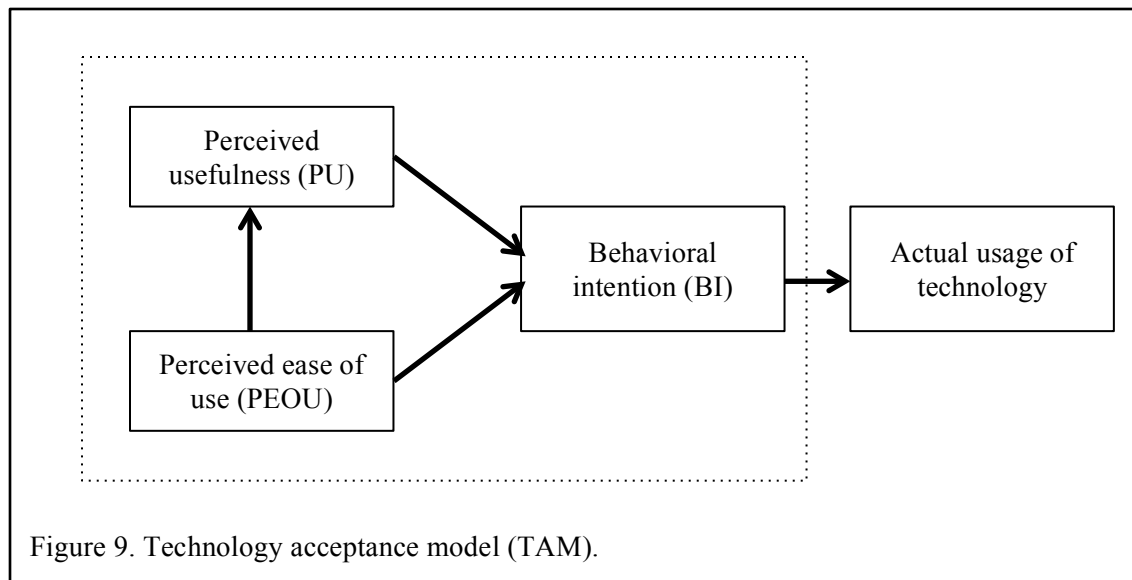 Perceived
usefulness (PU)
Behavioral
intention (BI)
Actual usage of
technology
Perceived ease of
use (PEOU)
Figure 9. Technology acceptance model (TAM).